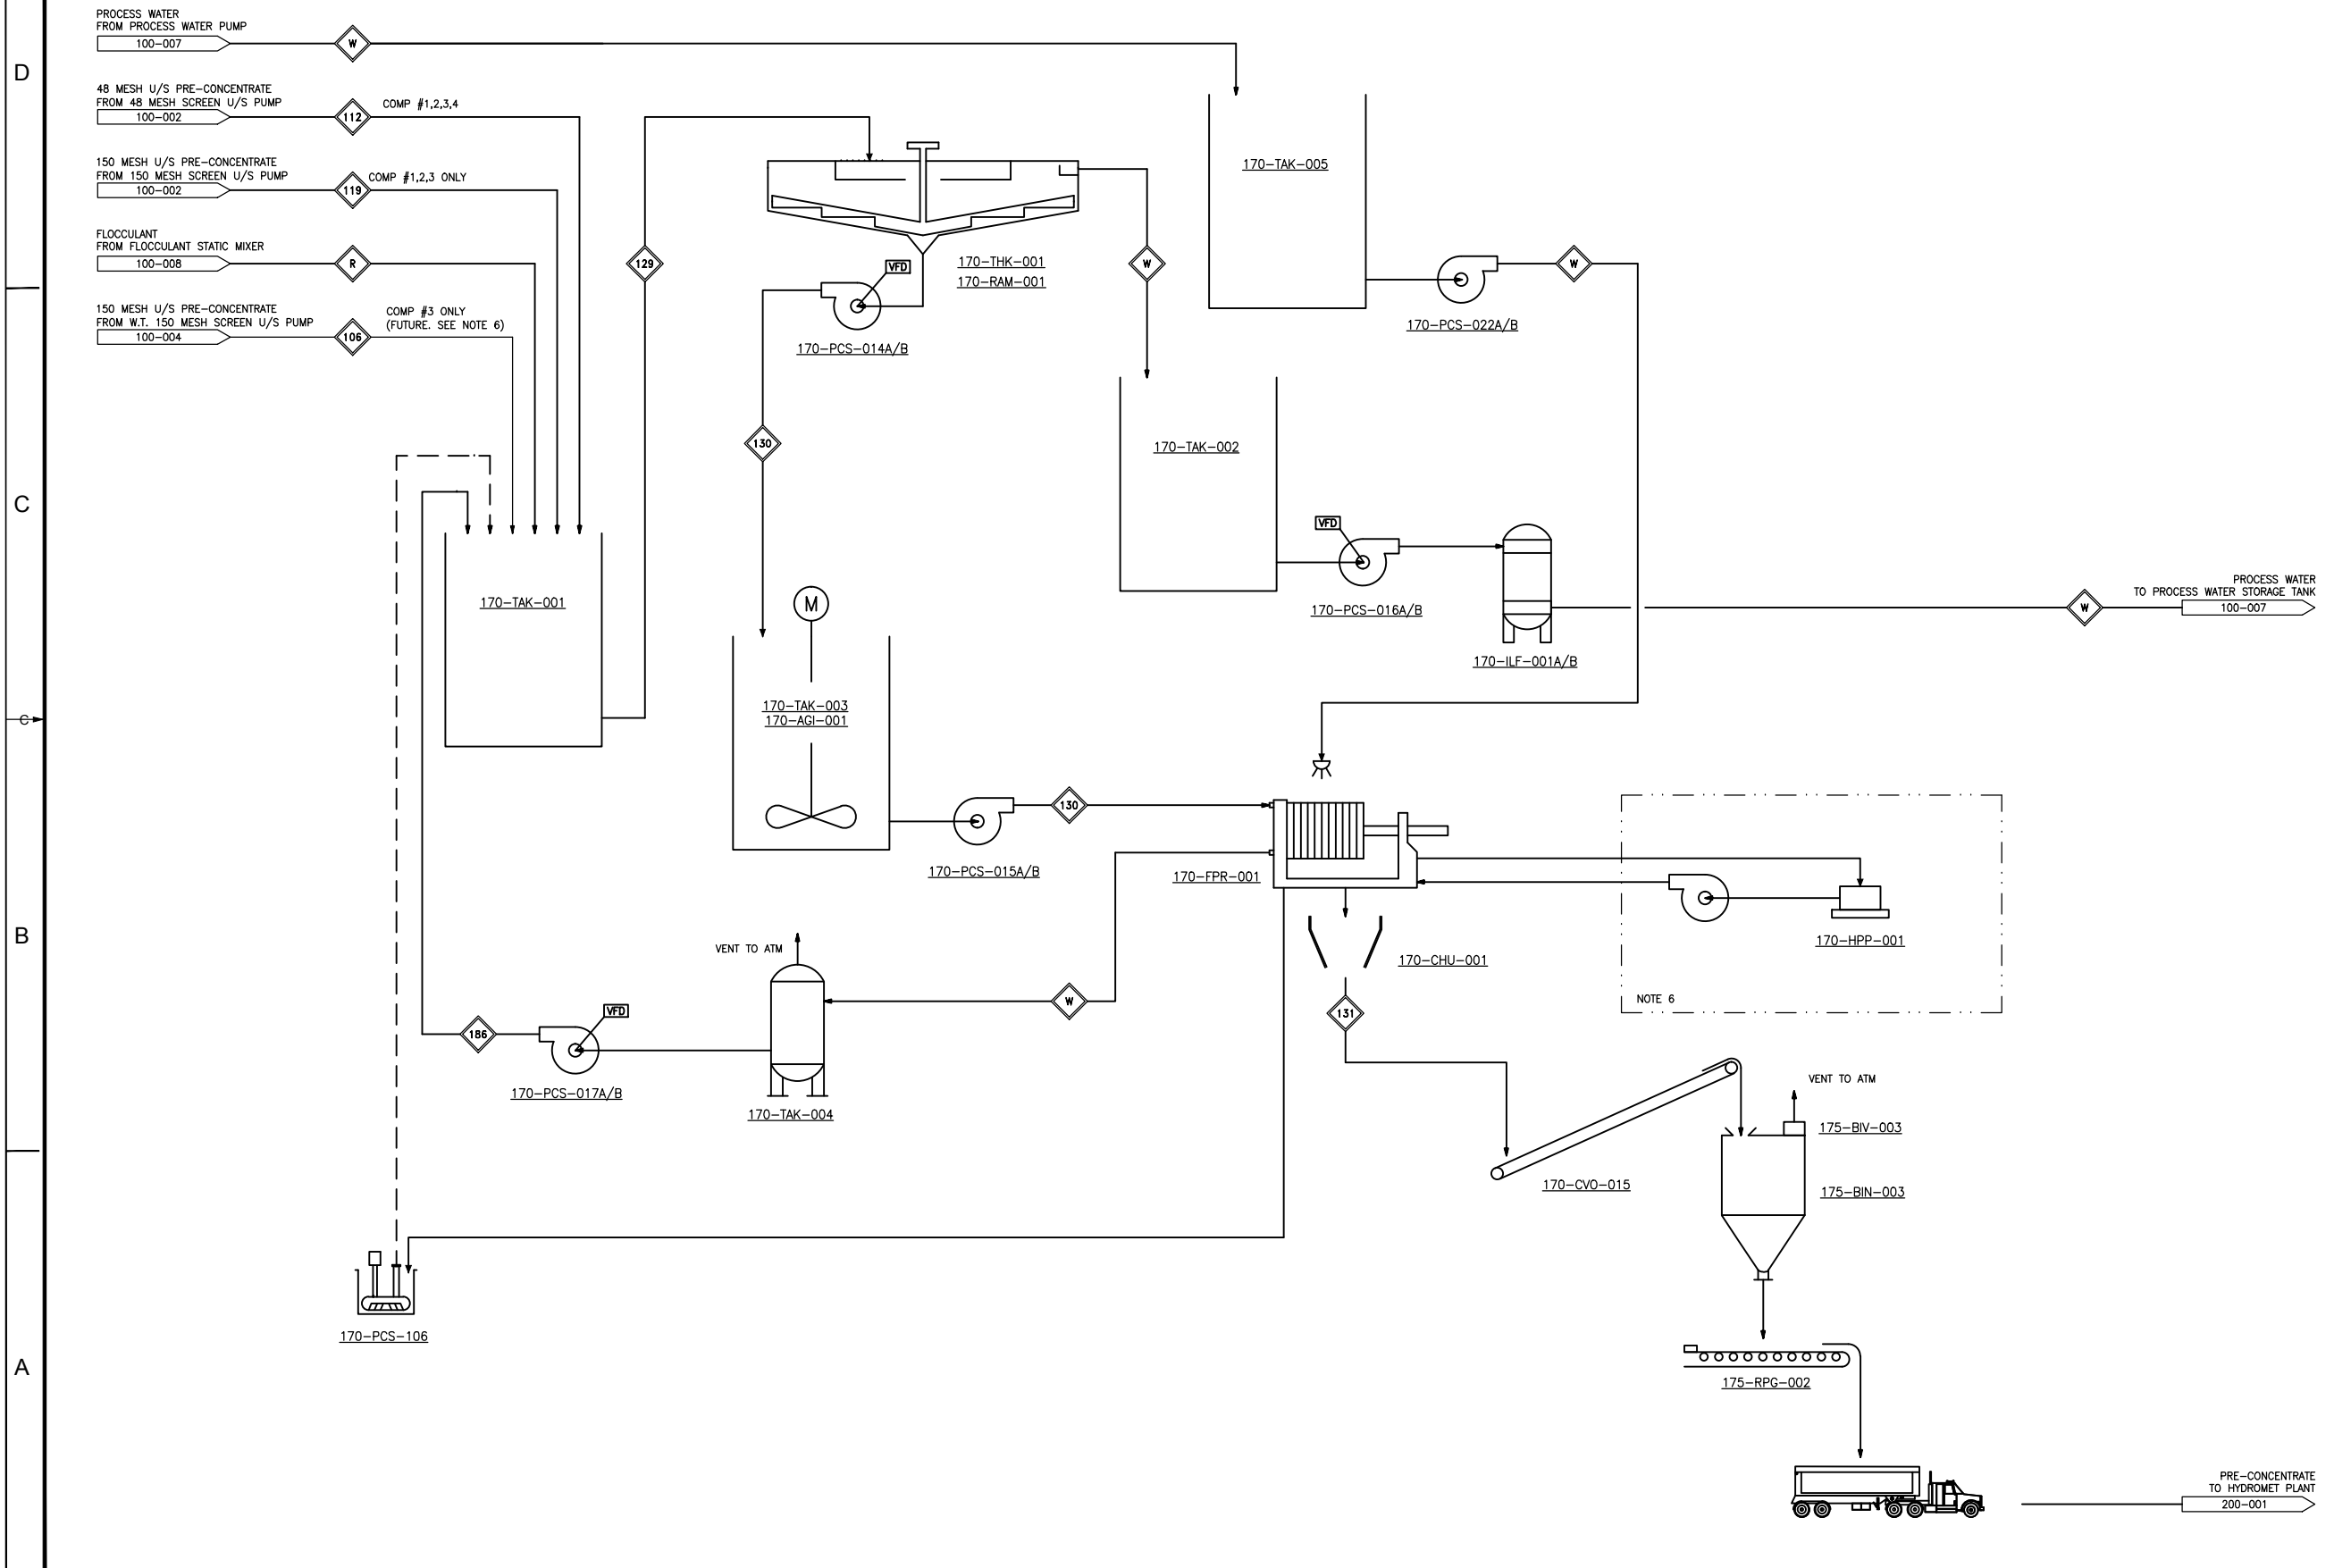 PROCESS WATER
FROM PROCESS WATER PUMP
100-007
W
D
48 MESH U/S PRE-CONCENTRATE
FROM 48 MESH SCREEN U/S PUMP
100-002
112
COMP #1,2,3,4
150 MESH U/S PRE-CONCENTRATE
FROM 150 MESH SCREEN U/S PUMP
100-002
119
COMP #1,2,3 ONLY
FLOCCULANT
FROM FLOCCULANT STATIC MIXER
100-008
R
150 MESH U/S PRE-CONCENTRATE
FROM W.T. 150 MESH SCREEN U/S PUMP
100-004
106
COMP #3 ONLY
(FUTURE. SEE NOTE 6)
129
170-THK-001
170-RAM-001
VFD
170-PCS-014A/B
W
170-TAK-005
W
170-PCS-022A/B
130
170-TAK-002
C
VFD
170-PCS-016A/B
170-ILF-001A/B
PROCESS WATER
TO PROCESS WATER STORAGE TANK
W
100-007
170-TAK-001
M
170-TAK-003
170-AGI-001
C
170-PCS-015A/B
130
170-FPR-001
170-HPP-001
NOTE 6
B
170-CHU-001
131
VENT TO ATM
W
186
VFD
170-PCS-017A/B
170-TAK-004
170-CVO-015
VENT TO ATM
175-BIV-003
175-BIN-003
170-PCS-106
A
175-RPG-002
PRE-CONCENTRATE
TO HYDROMET PLANT
200-001